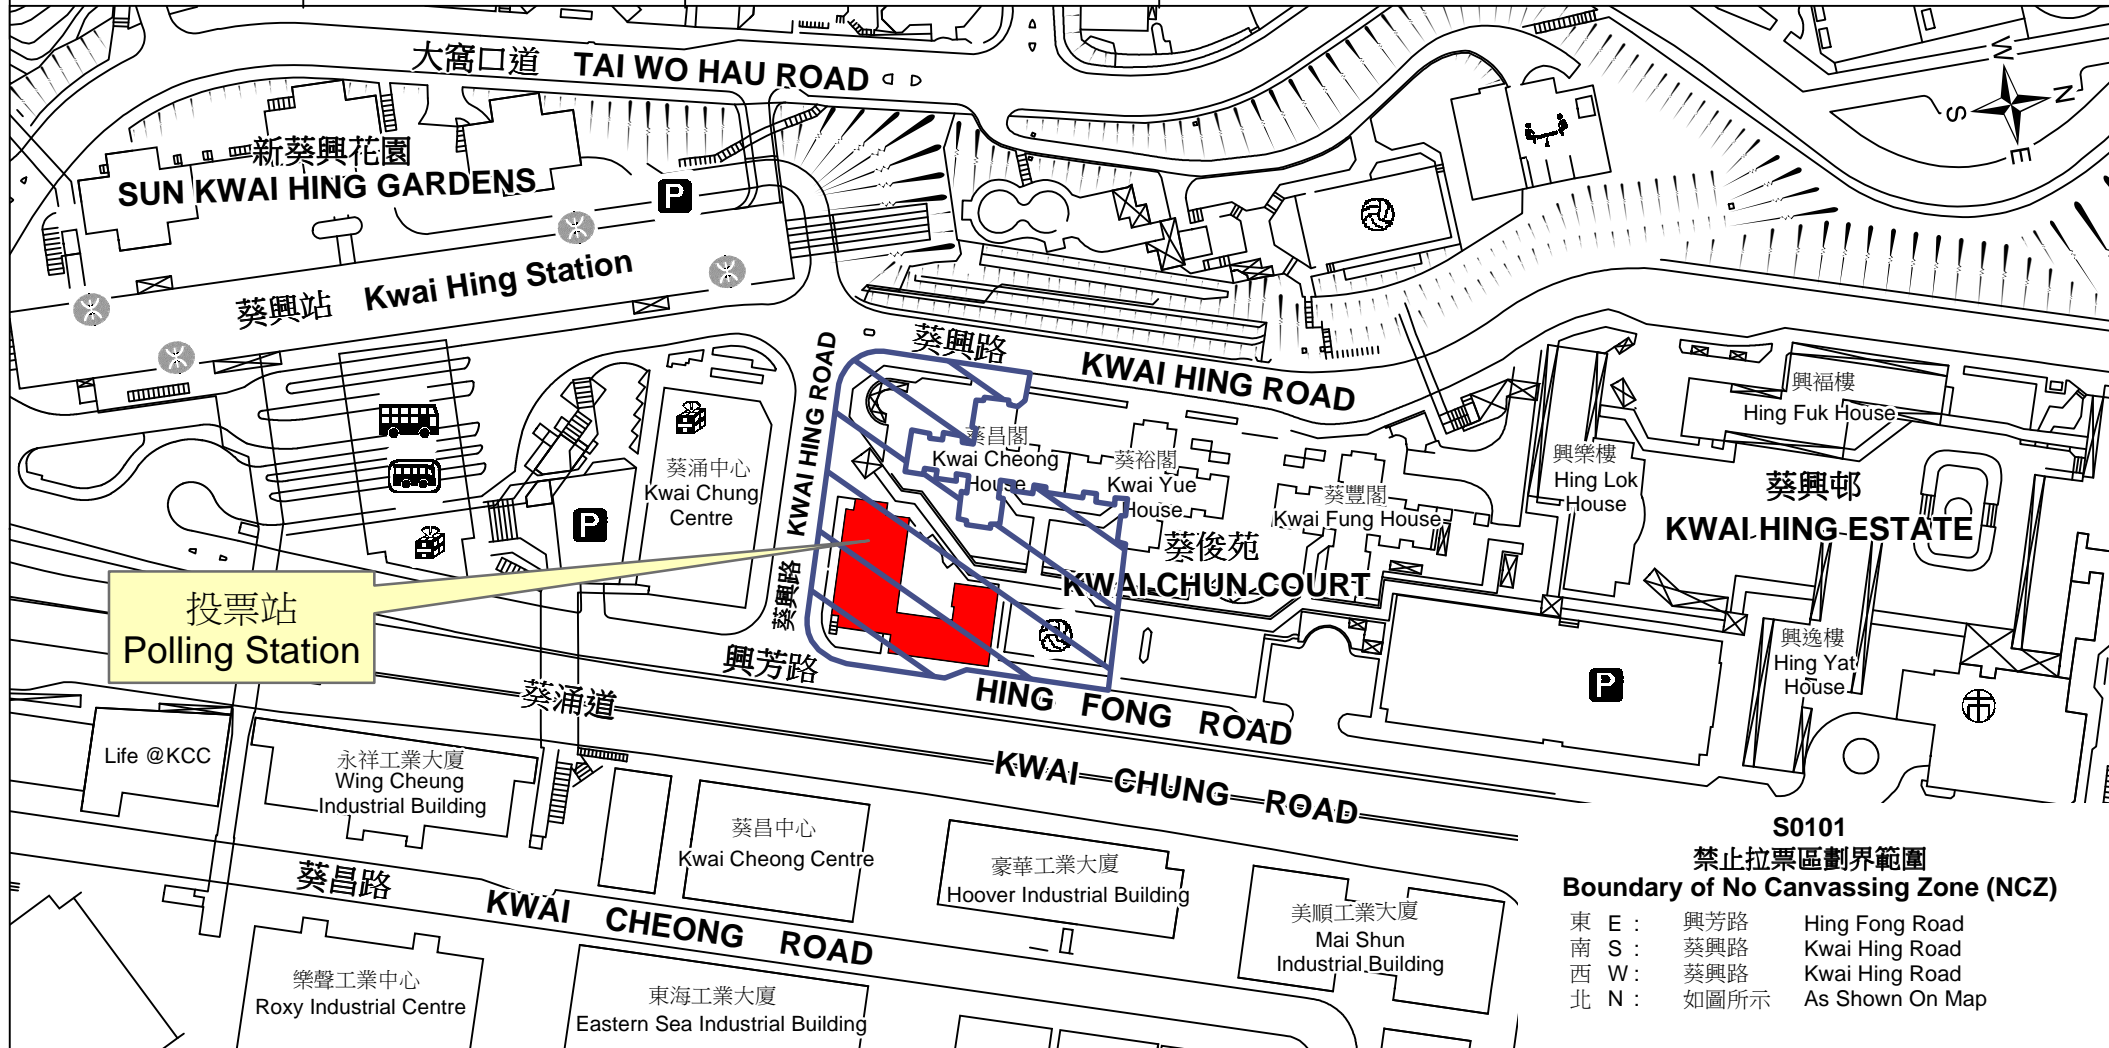 大窩口道 TAI WO HAU ROAD
W
N
S
E
新葵興花園
SUN KWAI HING GARDENS
P
葵興站 Kwai Hing Station
葵興路 KWAI HING ROAD
KWAI HING ROAD
葵興路
興福樓
Hing Fuk House
葵昌閣
Kwai Cheong
House
葵裕閣
Kwai Yue
House
葵豐閣
Kwai Fung House
興樂樓
Hing Lok
House
葵興邨
KWAI HING ESTATE
葵涌中心
Kwai Chung
Centre
P
葵俊苑
KWAI CHUN COURT
投票站
Polling Station
興芳路 HING FONG ROAD
興逸樓
Hing Yat
House
P
葵涌道 KWAI CHUNG ROAD
Life @KCC
永祥工業大廈
Wing Cheung
Industrial Building
葵昌中心
Kwai Cheong Centre
豪華工業大廈
Hoover Industrial Building
美順工業大廈
Mai Shun
Industrial Building
葵昌路 KWAI CHEONG ROAD
樂聲工業中心
Roxy Industrial Centre
東海工業大廈
Eastern Sea Industrial Building
S0101
禁止拉票區劃界範圍
Boundary of No Canvassing Zone (NCZ)
東 E : 興芳路 Hing Fong Road
南 S : 葵興路 Kwai Hing Road
西 W : 葵興路 Kwai Hing Road
北 N : 如圖所示 As Shown On Map